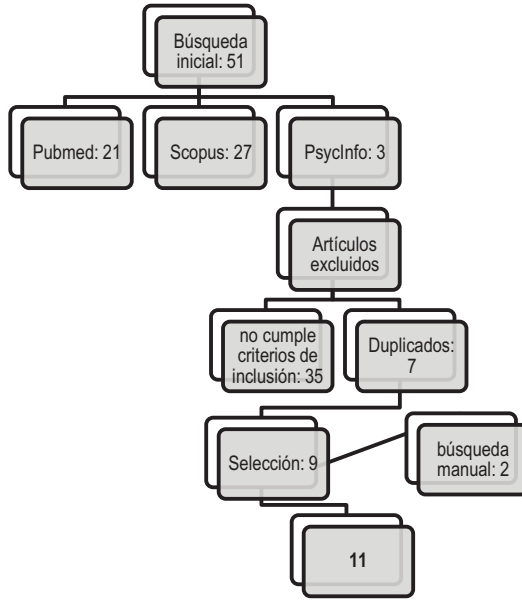 Búsqueda
inicial: 51
Pubmed: 21
Scopus: 27
PsycInfo: 3
Artículos
excluidos
no cumple
criterios de
inclusión: 35
Duplicados:
7
Selección: 9
búsqueda
manual: 2
11